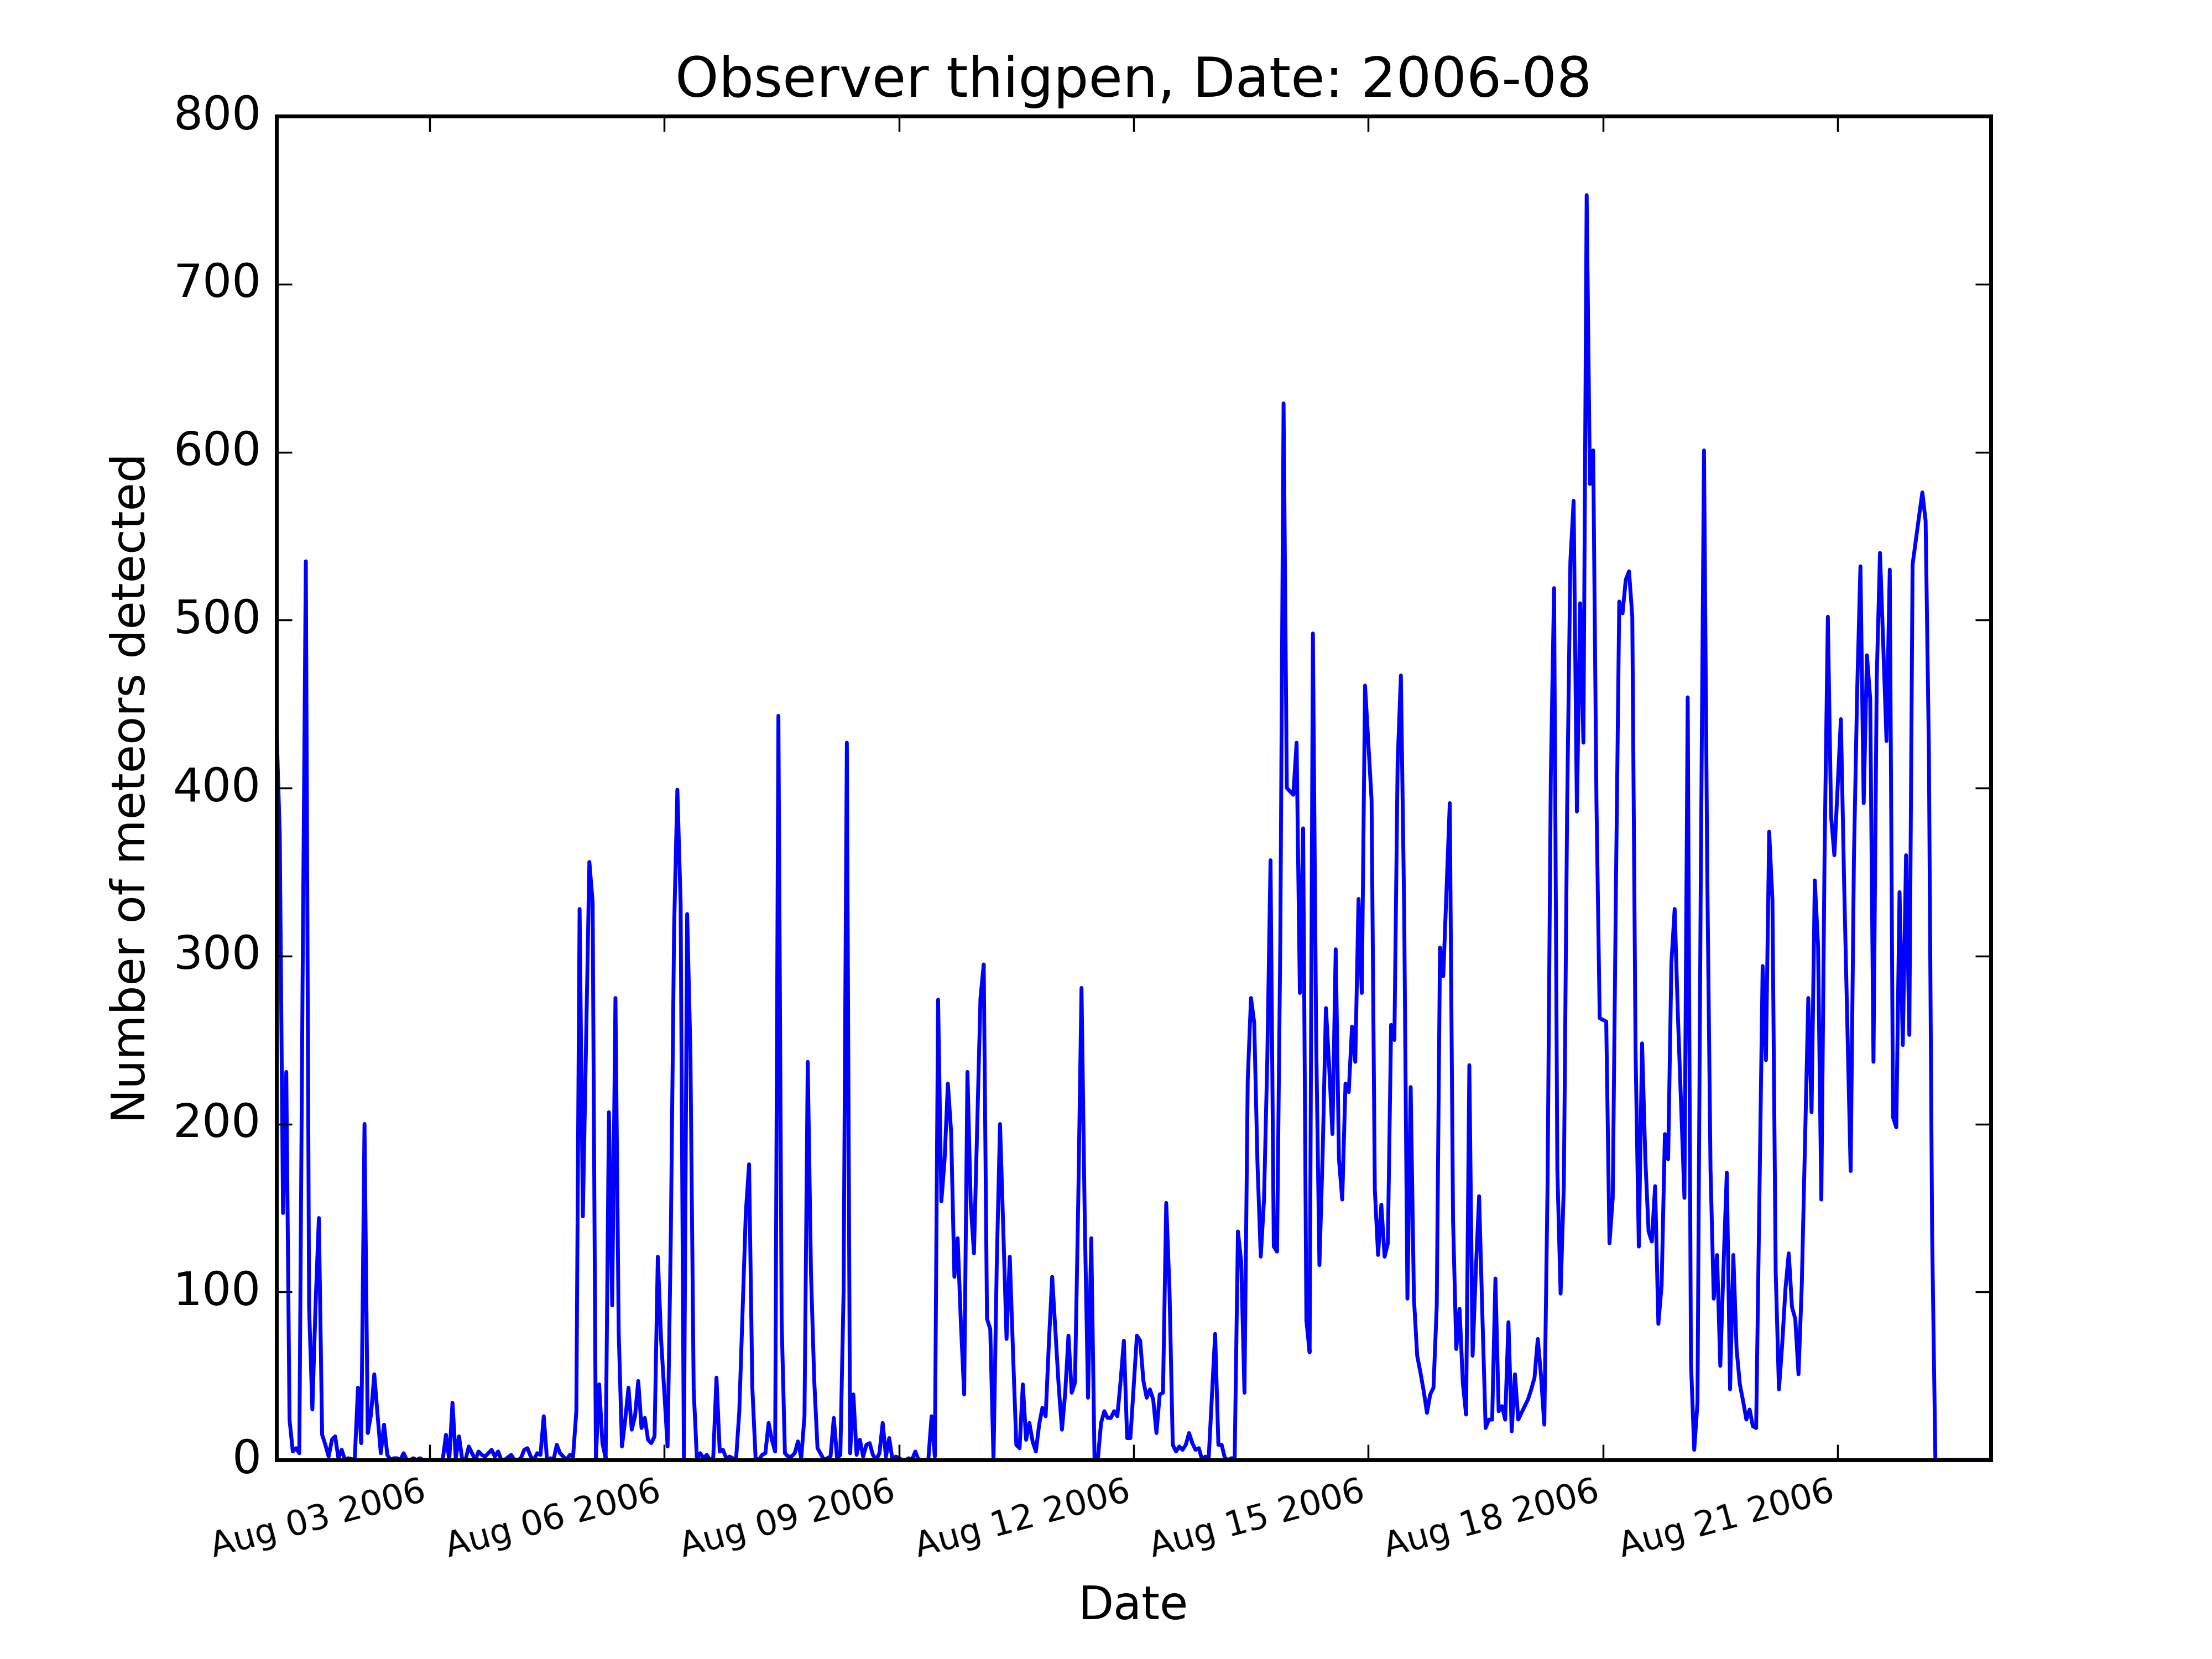 Observer thigpen, Date: 2006-08
800
700
600
500
400
300
200
100
0
Number of meteors detected
Aug 03 2006
Aug 06 2006
Aug 09 2006
Aug 12 2006
Aug 15 2006
Aug 18 2006
Aug 21 2006
Date